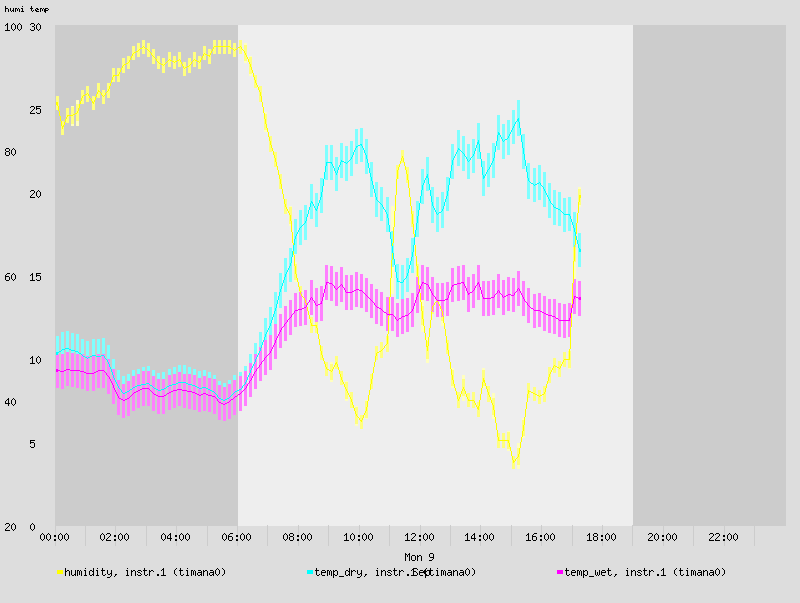 humi temp
100 30
25
80
20
60 15
10
40
5
20 0
00:00 02:00 04:00 06:00 08:00 10:00 12:00 14:00 16:00 18:00 20:00 22:00
Mon 9
Sep
humidity, instr.1 (timana0) temp_dry, instr.1 (timana0) temp_wet, instr.1 (timana0)